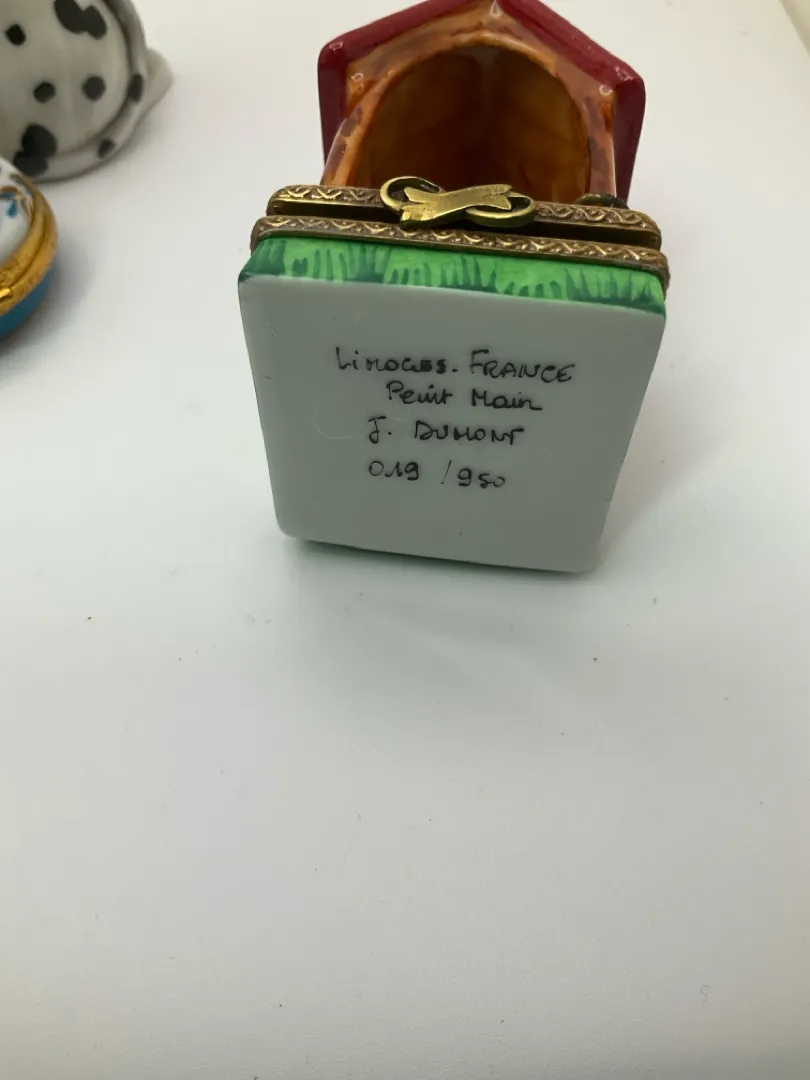 Limoges. FRANCE
Peint Main
J. DUMONT
019 / 950